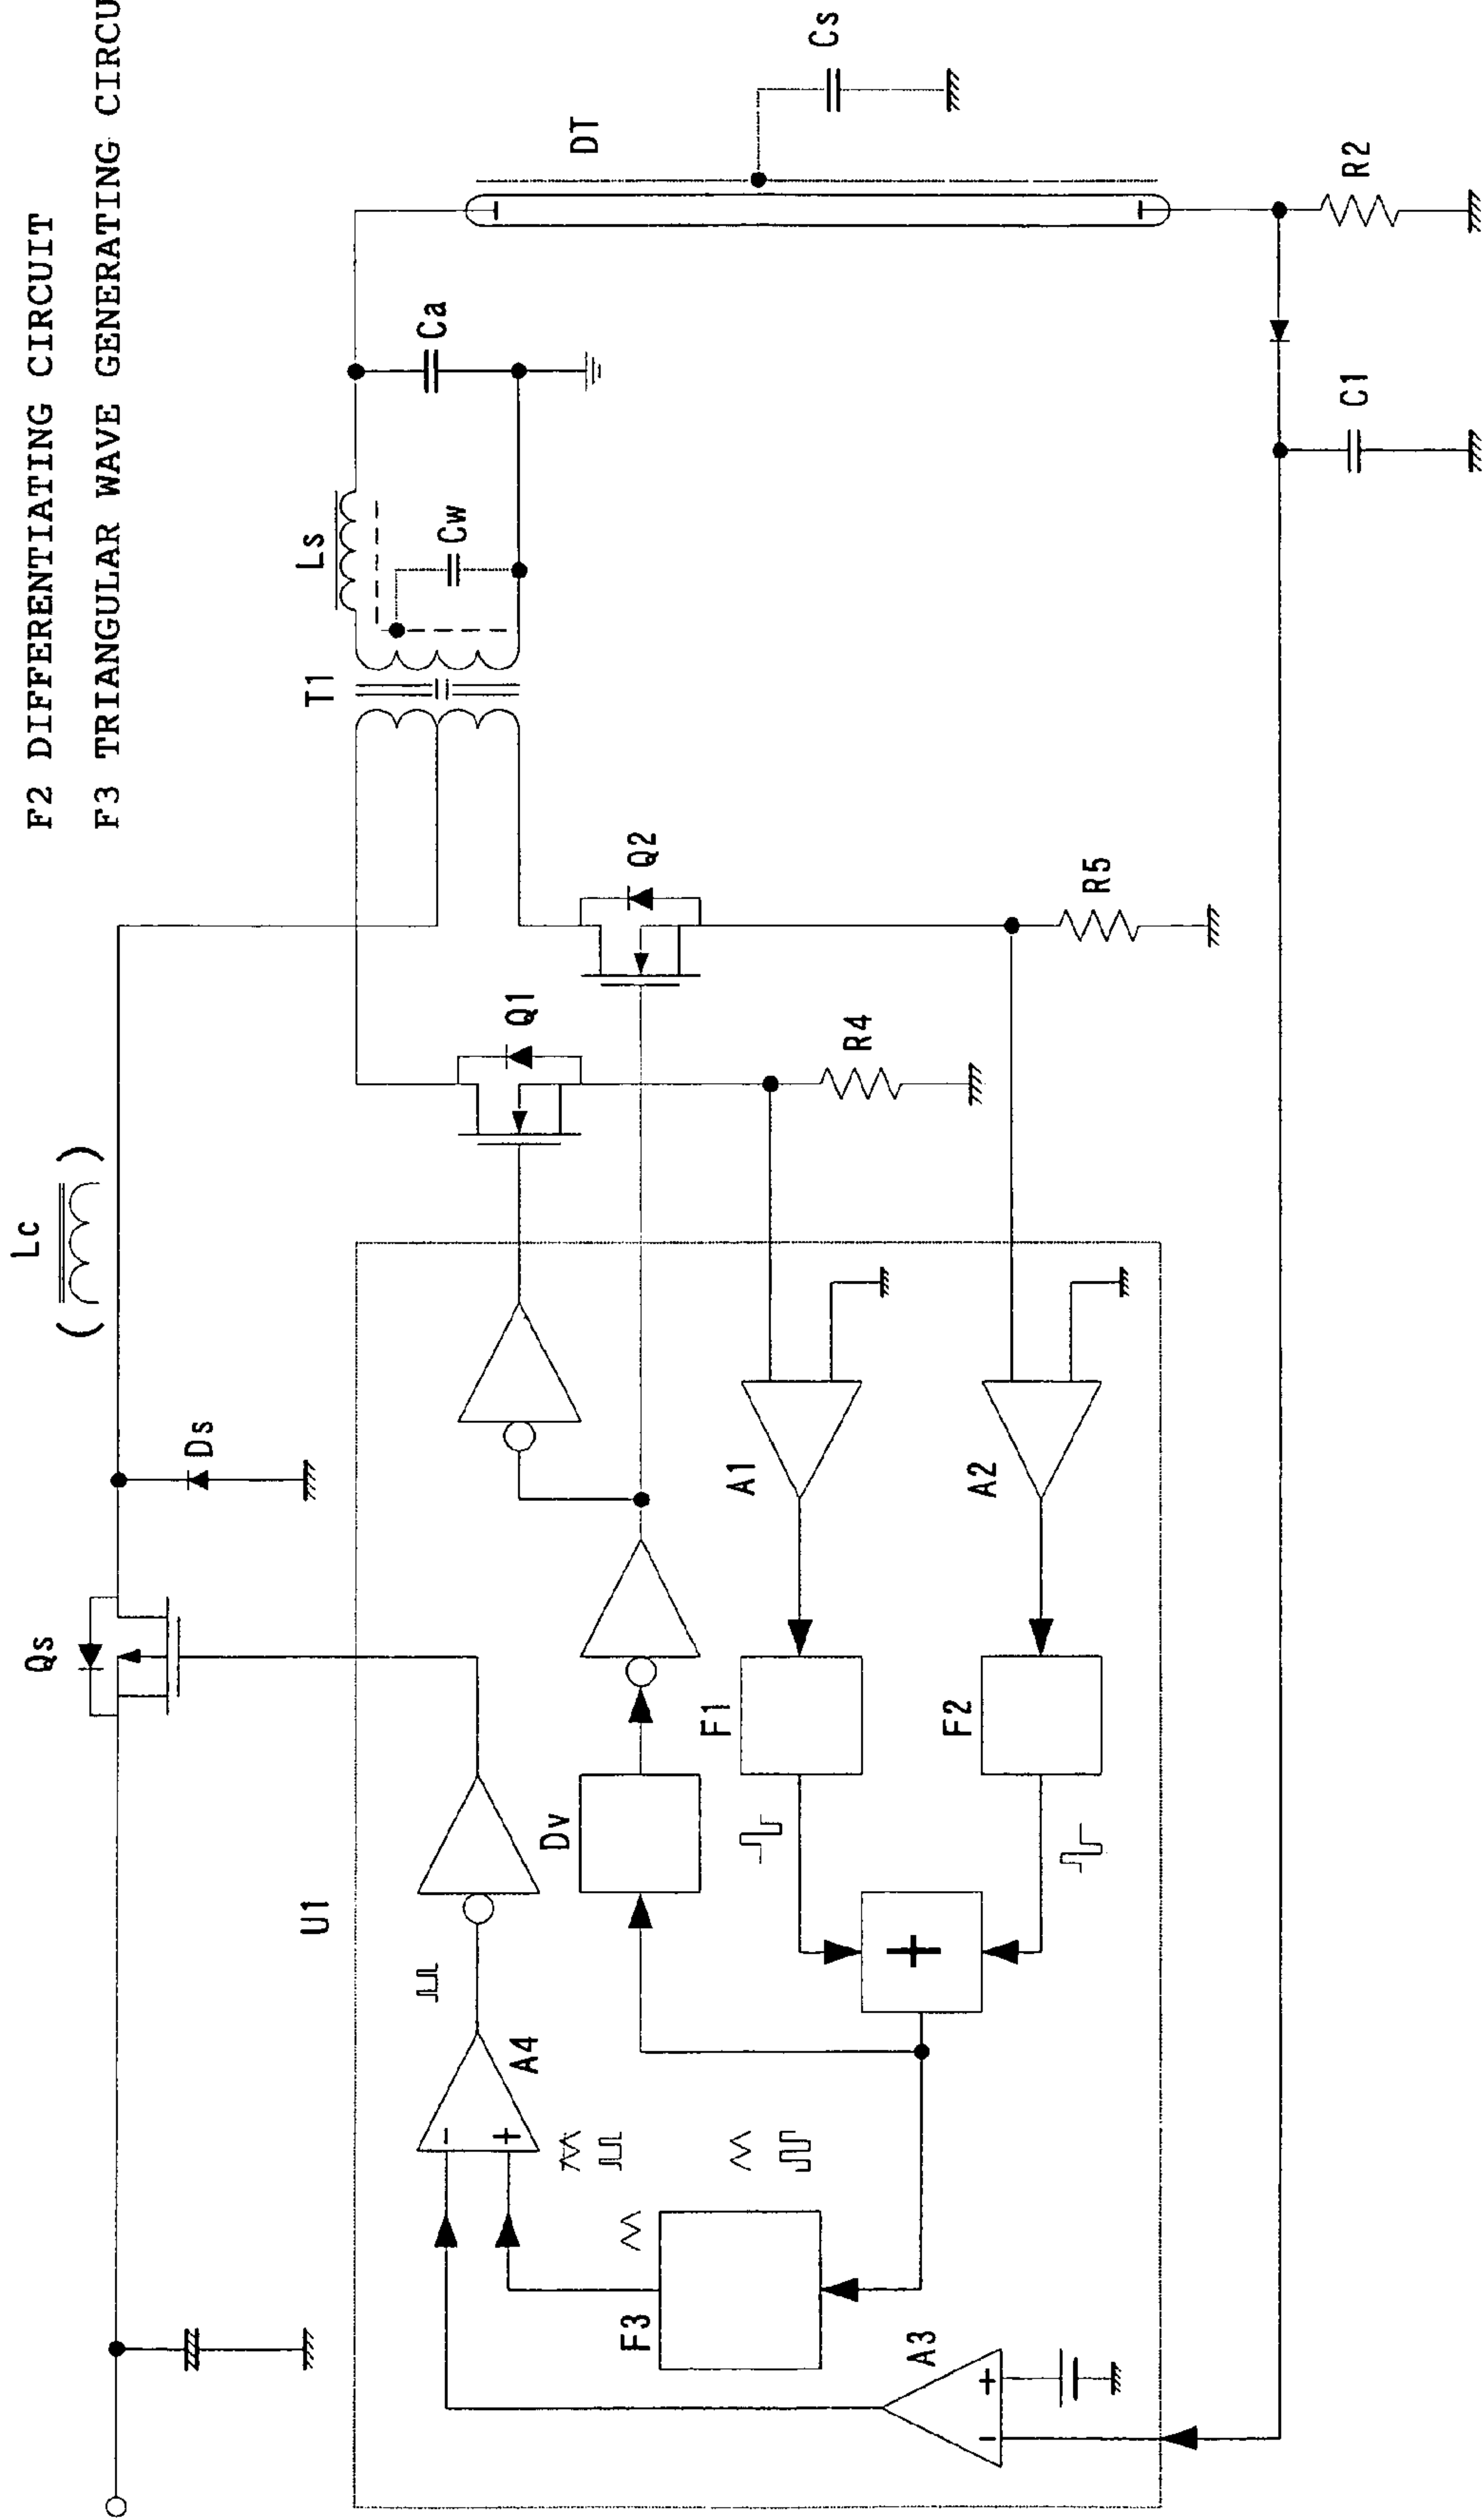 F2 DIFFERENTIATING CIRCUIT
F3 TRIANGULAR WAVE GENERATING CIRCU
Lc
( )
Qs
Ds
U1
T1
Ls
Cw
Ca
DT
Cs
A4
-
+
Dv
Q1
Q2
F3
F1
A1
R4
+
F2
A2
R5
A3
-
+
C1
R2